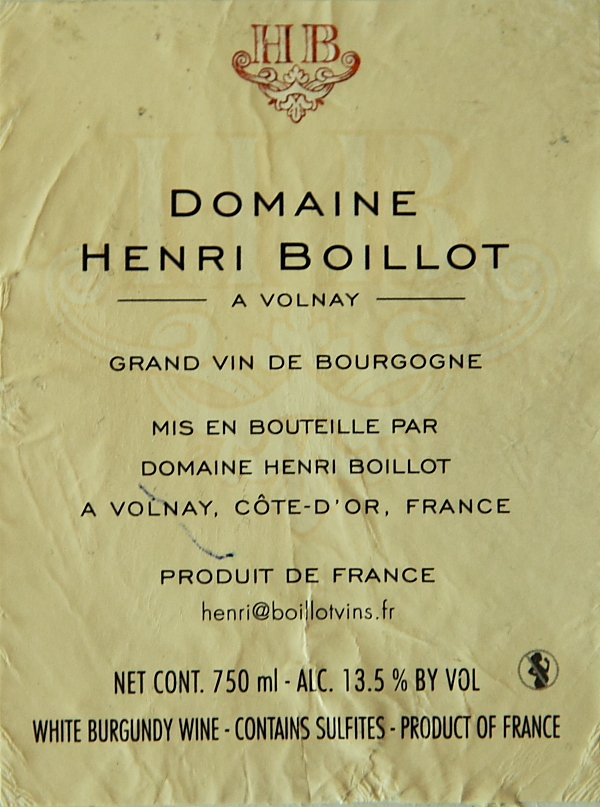 HB
DOMAINE
HENRI BOILLOT
A VOLNAY
GRAND VIN DE BOURGOGNE
MIS EN BOUTEILLE PAR
DOMAINE HENRI BOILLOT
A VOLNAY, CÔTE-D'OR, FRANCE
PRODUIT DE FRANCE
henri@boillotvins.fr
NET CONT. 750 ml - ALC. 13.5 % BY VOL
WHITE BURGUNDY WINE - CONTAINS SULFITES - PRODUCT OF FRANCE